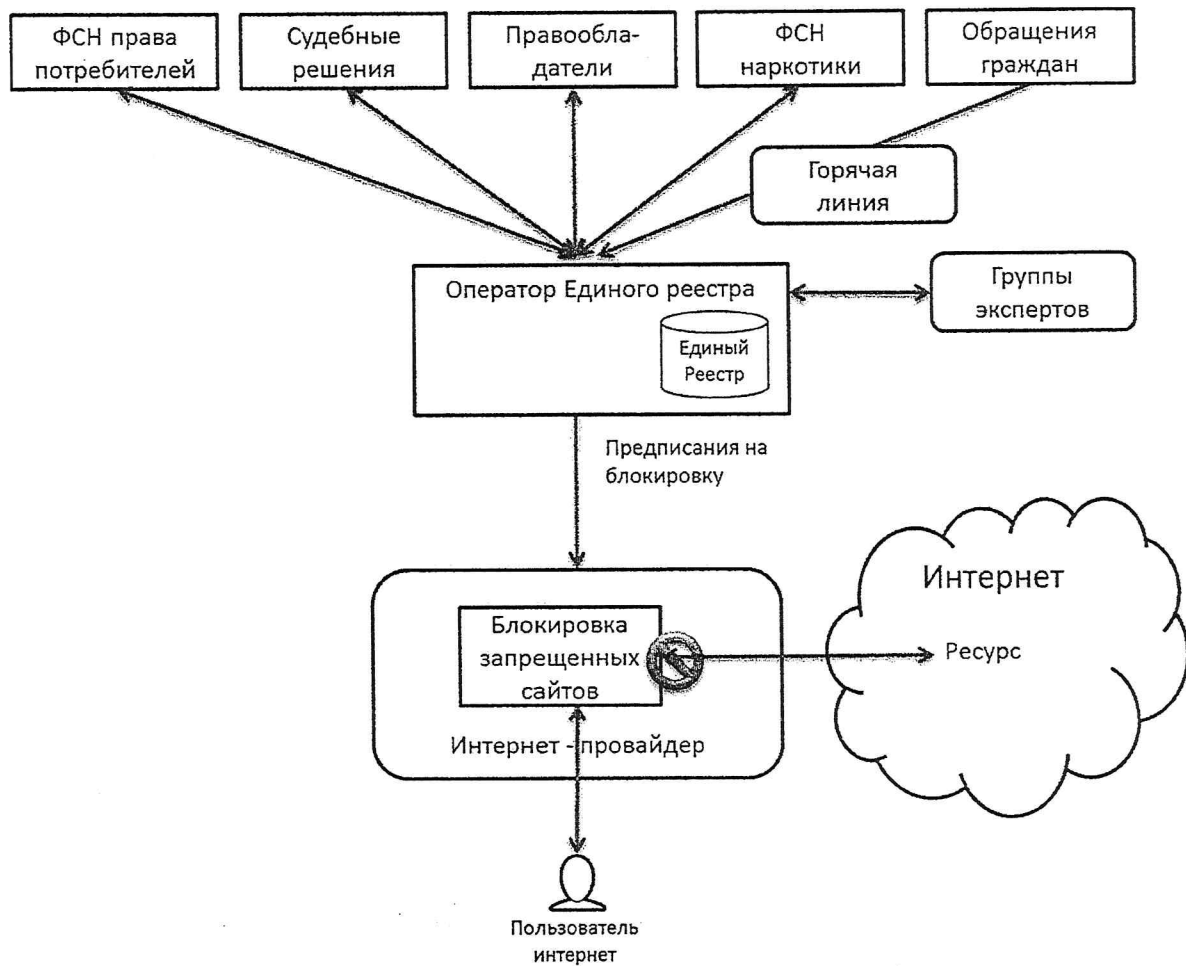 ФСН права
потребителей
Судебные
решения
Правообла-
датели
ФСН
наркотики
Обращения
граждан
Горячая
линия
Оператор Единого реестра
Группы
экспертов
Единый
Реестр
Предписания на
блокировку
Интернет
Блокировка
запрещенных
сайтов
Ресурс
Интернет - провайдер
Пользователь
интернет